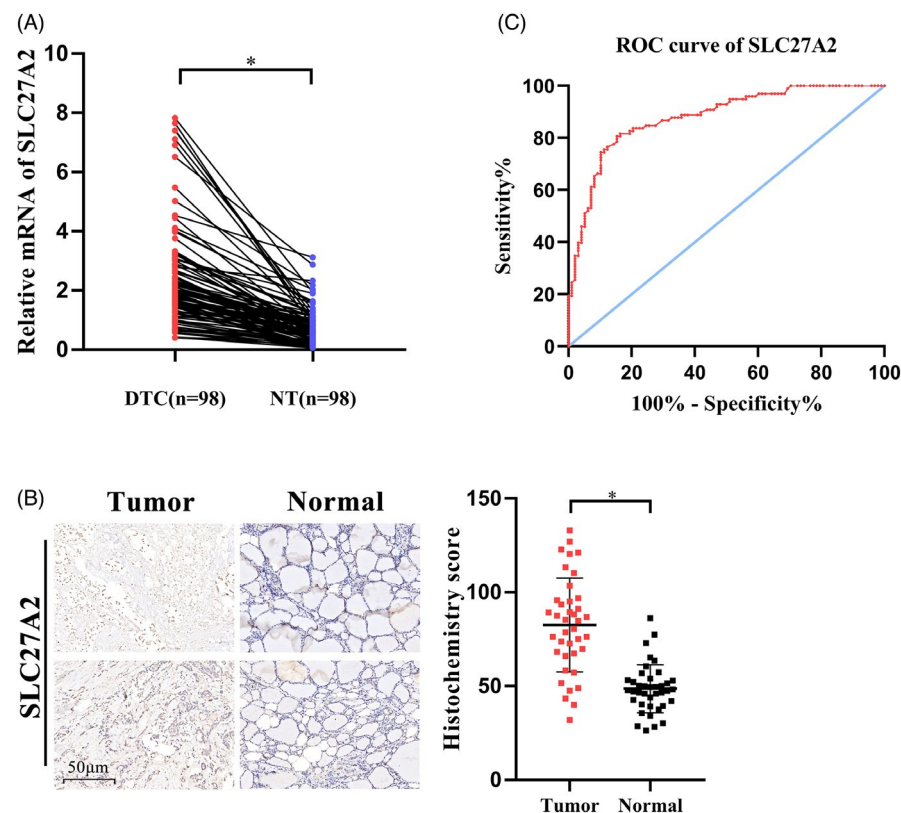 (A)
Relative mRNA of SLC27A2
10
8
6
4
2
0
*
DTC(n=98) NT(n=98)
(C)
ROC curve of SLC27A2
Sensitivity%
100
80
60
40
20
0
0 20 40 60 80 100
100% - Specificity%
(B)
Tumor Normal
SLC27A2
50μm
Histochemistry score
150
100
50
0
*
Tumor Normal